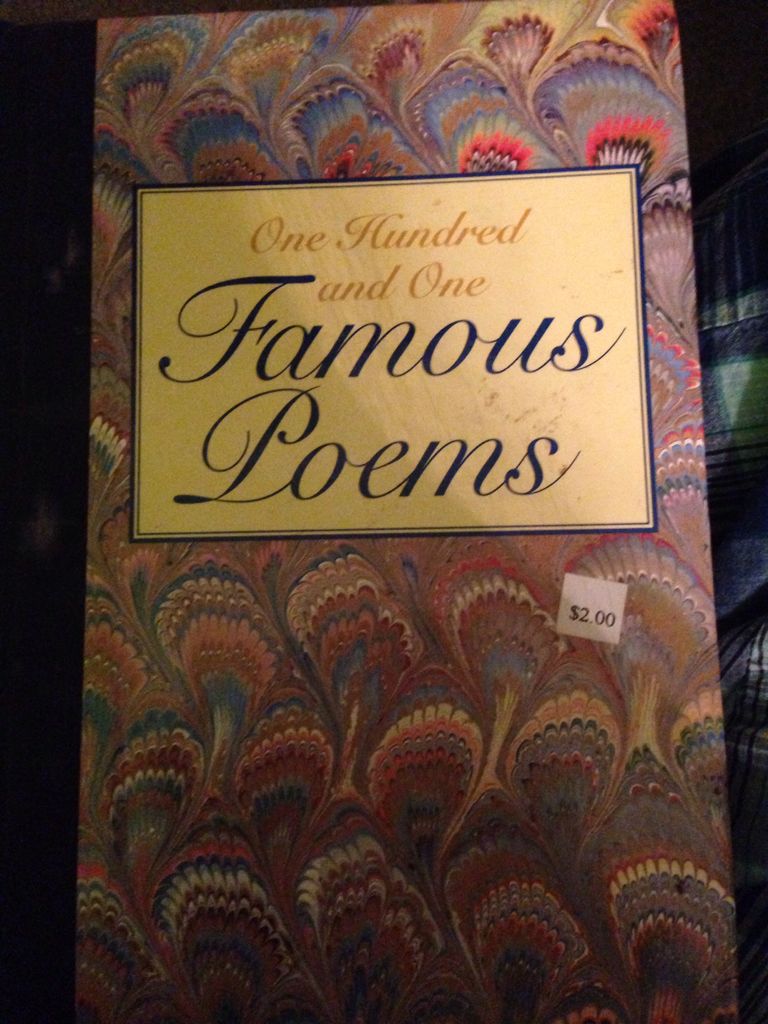 One Hundred
and One
Famous
Poems
$2.00